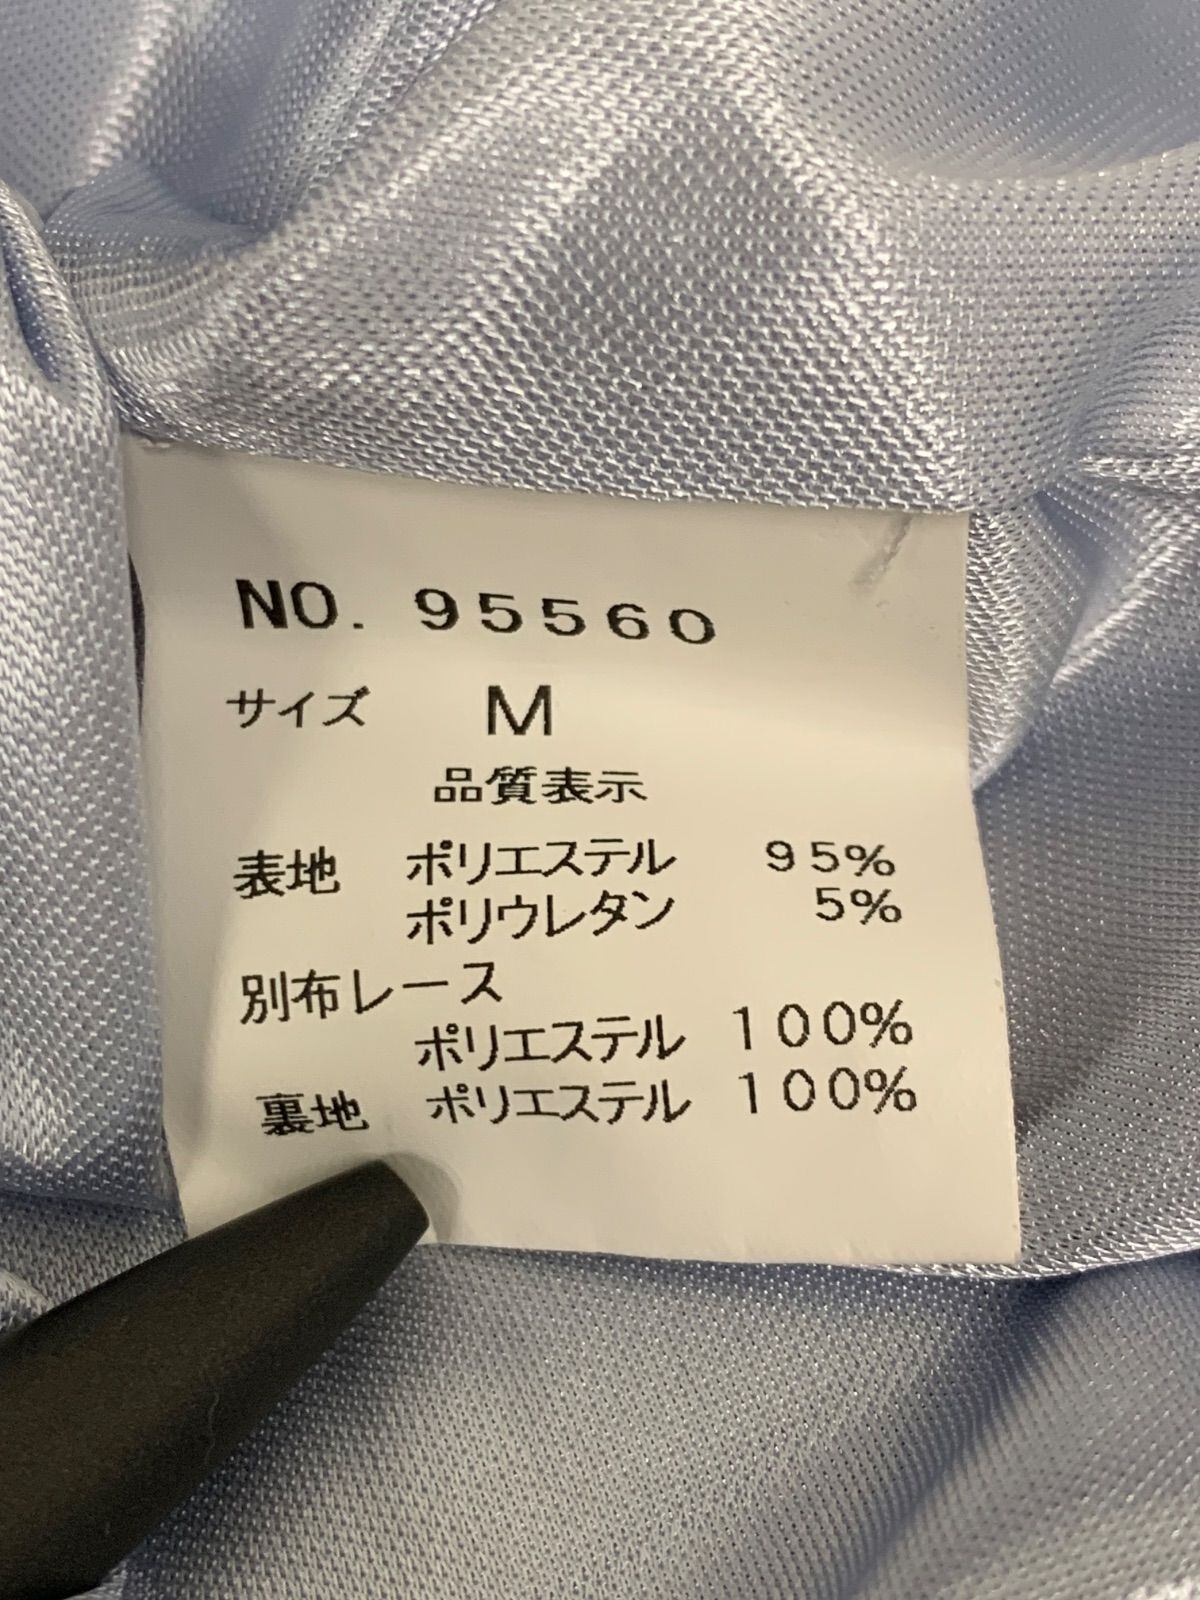 NO. 95560
サイズ M
品質表示
表地 ポリエステル 95%
ポリウレタン 5%
別布レース
ポリエステル 100%
裏地 ポリエステル 100%